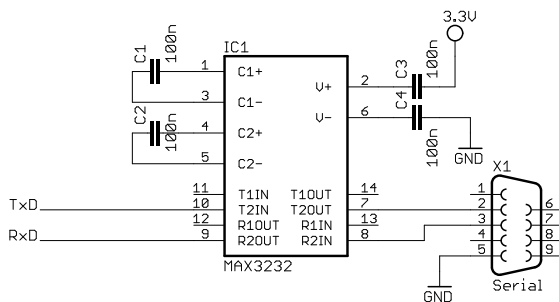 3.3V
IC1
C1
100n
1
C1+
3
C1-
C2
100n
4
C2+
5
C2-
2
V+
C3
100n
6
V-
C4
100n
GND
11
T1IN
T1OUT
14
TxD
10
T2IN
T2OUT
7
12
R1OUT
R1IN
13
RxD
9
R2OUT
R2IN
8
MAX3232
X1
1
2
3
4
5
6
7
8
9
GND
Serial